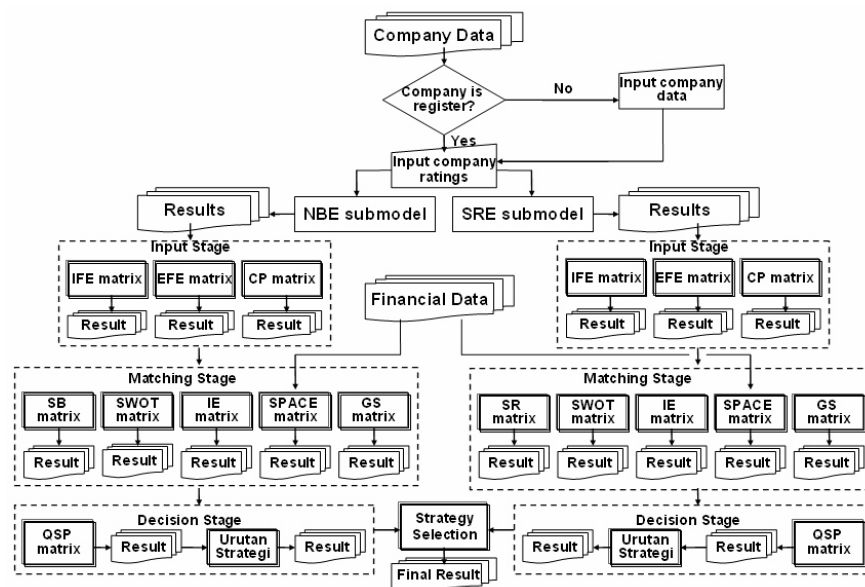 Company Data
Company is
register?
No
Input company
data
Yes
Input company
ratings
Results
NBE submodel
SRE submodel
Results
Input Stage
IFE matrix
EFE matrix
CP matrix
Result
Result
Result
Financial Data
Input Stage
IFE matrix
EFE matrix
CP matrix
Result
Result
Result
Matching Stage
SB
matrix
SWOT
matrix
IE
matrix
SPACE
matrix
GS
matrix
Result
Result
Result
Result
Result
Matching Stage
SR
matrix
SWOT
matrix
IE
matrix
SPACE
matrix
GS
matrix
Result
Result
Result
Result
Result
Decision Stage
QSP
matrix
Result
Urutan
Strategi
Result
Strategy
Selection
Final Result
Decision Stage
Result
Urutan
Strategi
Result
QSP
matrix